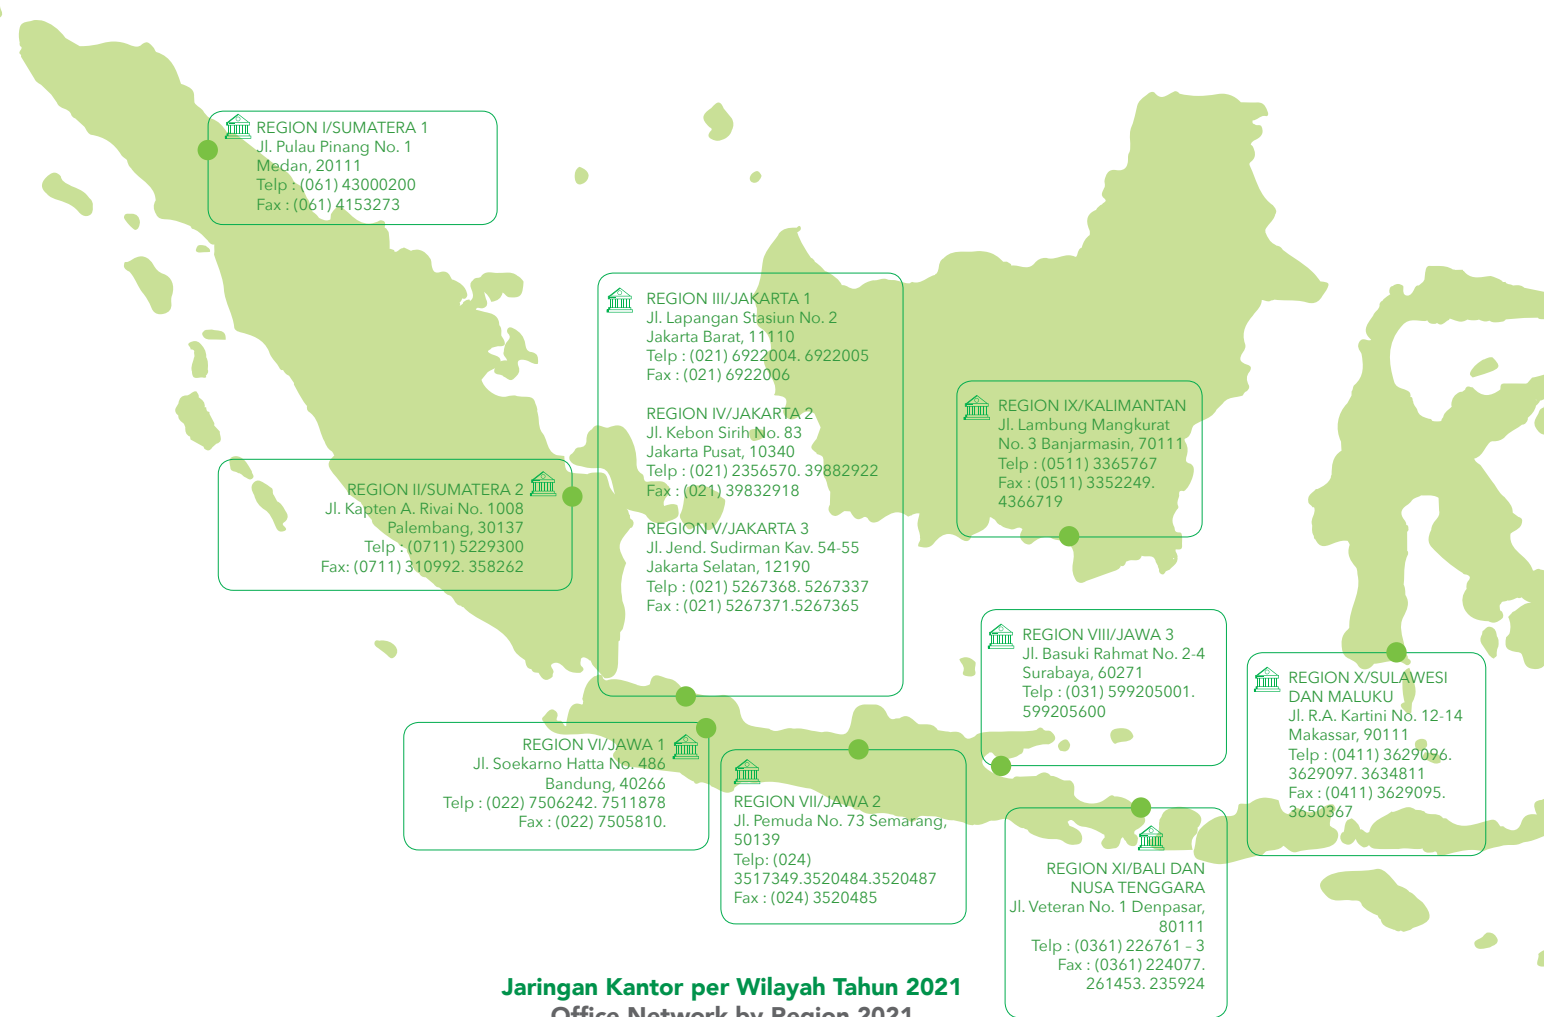 REGION I/SUMATERA 1
Jl. Pulau Pinang No. 1
Medan, 20111
Telp : (061) 43000200
Fax : (061) 4153273
REGION II/SUMATERA 2
Jl. Kapten A. Rivai No. 1008
Palembang, 30137
Telp : (0711) 5229300
Fax: (0711) 310992. 358262
REGION III/JAKARTA 1
Jl. Lapangan Stasiun No. 2
Jakarta Barat, 11110
Telp : (021) 6922004. 6922005
Fax : (021) 6922006
REGION IV/JAKARTA 2
Jl. Kebon Sirih No. 83
Jakarta Pusat, 10340
Telp : (021) 2356570. 39882922
Fax : (021) 39832918
REGION V/JAKARTA 3
Jl. Jend. Sudirman Kav. 54-55
Jakarta Selatan, 12190
Telp : (021) 5267368. 5267337
Fax : (021) 5267371.5267365
REGION VI/JAWA 1
Jl. Soekarno Hatta No. 486
Bandung, 40266
Telp : (022) 7506242. 7511878
Fax : (022) 7505810.
REGION VII/JAWA 2
Jl. Pemuda No. 73 Semarang,
50139
Telp: (024)
3517349.3520484.3520487
Fax : (024) 3520485
REGION VIII/JAWA 3
Jl. Basuki Rahmat No. 2-4
Surabaya, 60271
Telp : (031) 599205001.
599205600
REGION IX/KALIMANTAN
Jl. Lambung Mangkurat
No. 3 Banjarmasin, 70111
Telp : (0511) 3365767
Fax : (0511) 3352249.
4366719
REGION X/SULAWESI
DAN MALUKU
Jl. R.A. Kartini No. 12-14
Makassar, 90111
Telp : (0411) 3629096.
3629097. 3634811
Fax : (0411) 3629095.
3650367
REGION XI/BALI DAN
NUSA TENGGARA
Jl. Veteran No. 1 Denpasar,
80111
Telp : (0361) 226761 – 3
Fax : (0361) 224077.
261453. 235924
Jaringan Kantor per Wilayah Tahun 2021
Office Network by Region 2021